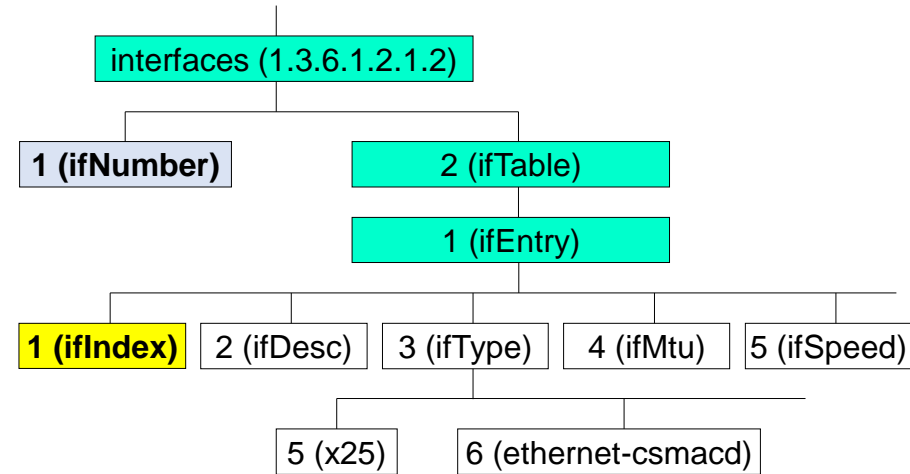 interfaces (1.3.6.1.2.1.2)
1 (ifNumber)
2 (ifTable)
1 (ifEntry)
1 (ifIndex)
2 (ifDesc)
3 (ifType)
4 (ifMtu)
5 (ifSpeed)
5 (x25)
6 (ethernet-csmacd)